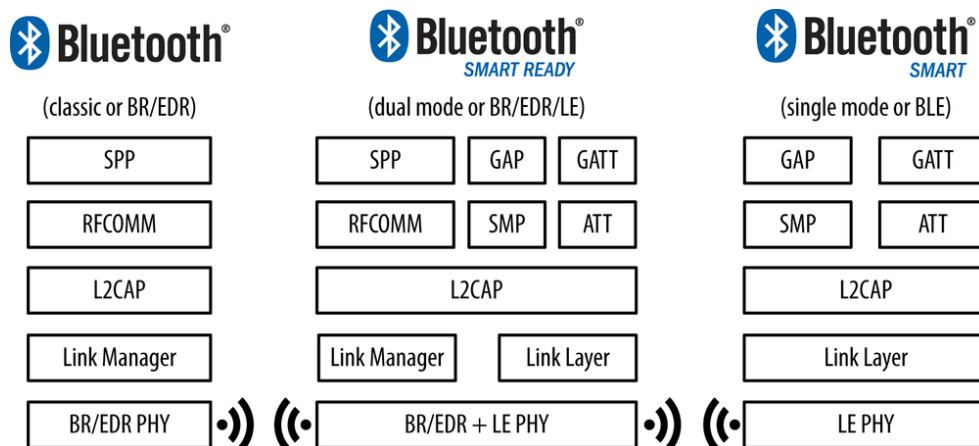 Bluetooth®
(classic or BR/EDR)
SPP
RFCOMM
L2CAP
Link Manager
BR/EDR PHY
Bluetooth®
SMART READY
(dual mode or BR/EDR/LE)
SPP GAP GATT
RFCOMM SMP ATT
L2CAP
Link Manager Link Layer
BR/EDR + LE PHY
Bluetooth®
SMART
(single mode or BLE)
GAP GATT
SMP ATT
L2CAP
Link Layer
LE PHY